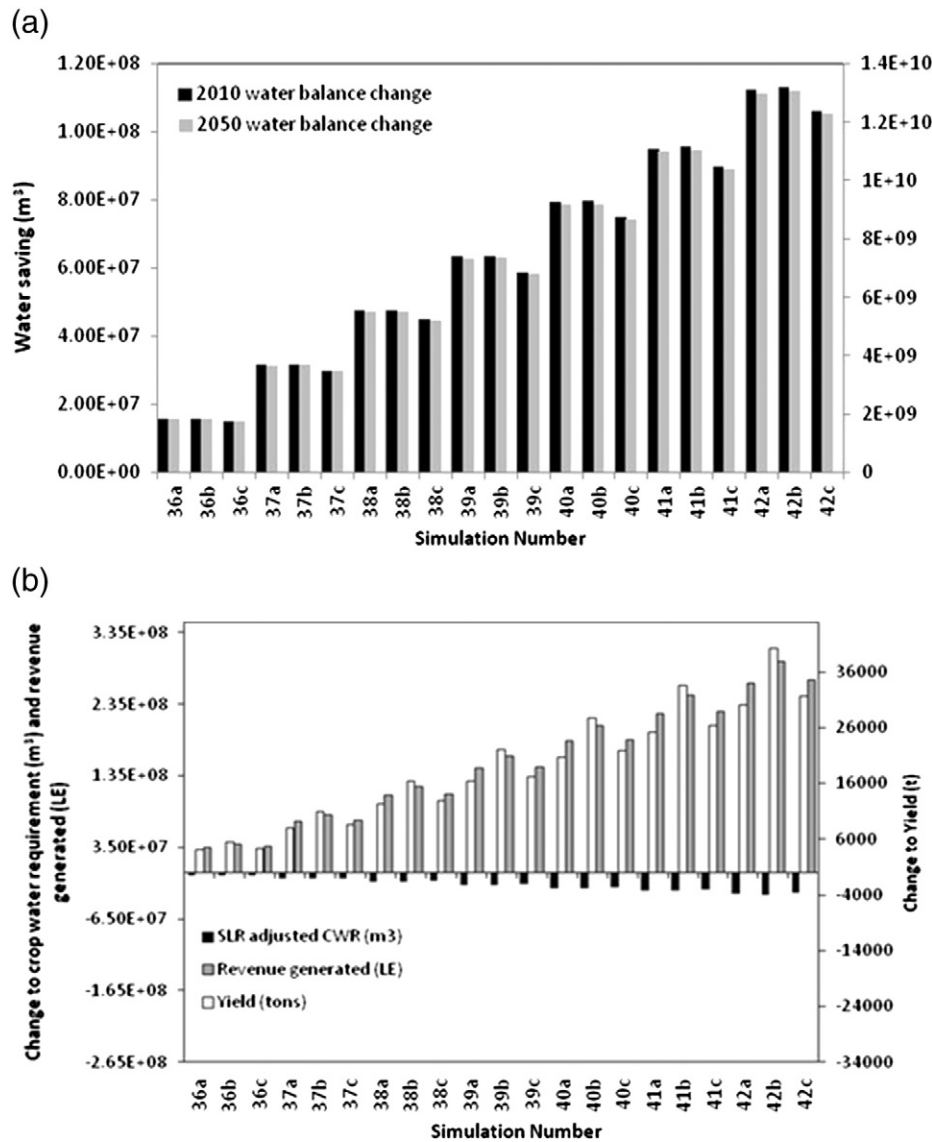 (a)
1.20E+08
1.00E+08
8.00E+07
6.00E+07
4.00E+07
2.00E+07
0.00E+00
Water saving (m³)
2010 water balance change
2050 water balance change
1.4E+10
1.2E+10
1E+10
8E+09
6E+09
4E+09
2E+09
0
36a 36b 36c 37a 37b 37c 38a 38b 38c 39a 39b 39c 40a 40b 40c 41a 41b 41c 42a 42b 42c
Simulation Number
(b)
Change to crop water requirement (m³) and revenue
generated (LE)
3.35E+08
2.35E+08
1.35E+08
3.50E+07
-6.50E+07
-1.65E+08
-2.65E+08
SLR adjusted CWR (m3)
Revenue generated (LE)
Yield (tons)
36000
26000
16000
6000
-4000
-14000
-24000
-34000
Change to Yield (t)
36a 36b 36c 37a 37b 37c 38a 38b 38c 39a 39b 39c 40a 40b 40c 41a 41b 41c 42a 42b 42c
Simulation Number